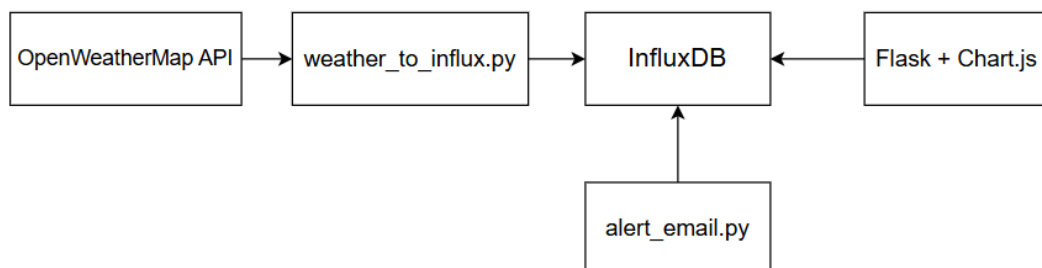 OpenWeatherMap API
weather_to_influx.py
InfluxDB
Flask + Chart.js
alert_email.py